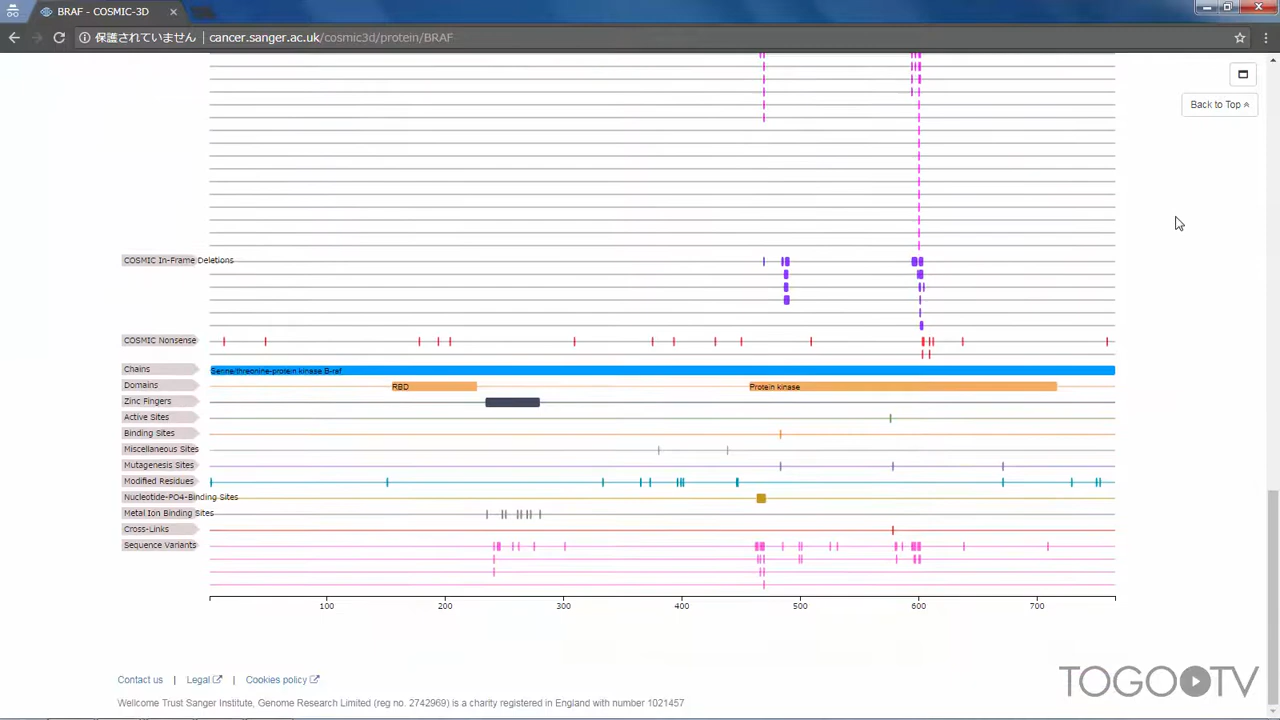 BRAF - COSMIC-3D
保護されていません | cancer.sanger.ac.uk/cosmic3d/protein/BRAF
Back to Top
COSMIC In-Frame Deletions
COSMIC Nonsense
Chains
Serine/threonine-protein kinase B-raf
Domains
RBD
Protein kinase
Zinc Fingers
Active Sites
Binding Sites
Miscellaneous Sites
Mutagenesis Sites
Modified Residues
Nucleotide-PO4-Binding Sites
Metal Ion Binding Sites
Cross-Links
Sequence Variants
100 200 300 400 500 600 700
Contact us | Legal | Cookies policy
Wellcome Trust Sanger Institute, Genome Research Limited (reg no. 2742969) is a charity registered in England with number 1021457
TOGO TV